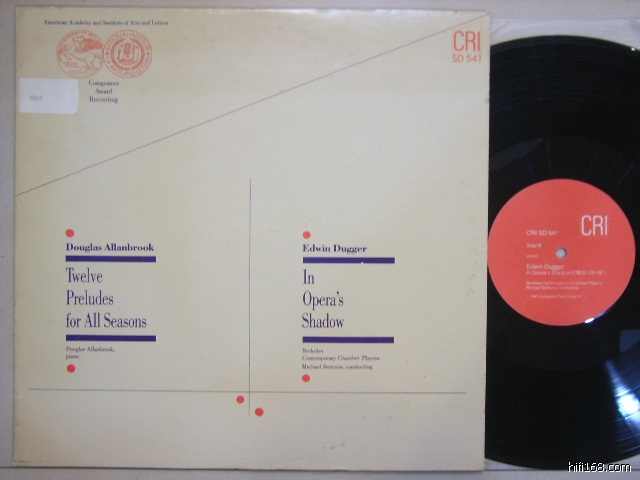 American Academy and Institute of Arts and Letters
Composers
Award
Recording
CRI
SD 541
Douglas Allanbrook
Twelve
Preludes
for All Seasons
Douglas Allanbrook,
piano
Edwin Dugger
In
Opera's
Shadow
Berkeley
Contemporary Chamber Players
Michael Senturia, conducting
CRI
CRI SD 541
Side B
Edwin Dugger
hifi168.com